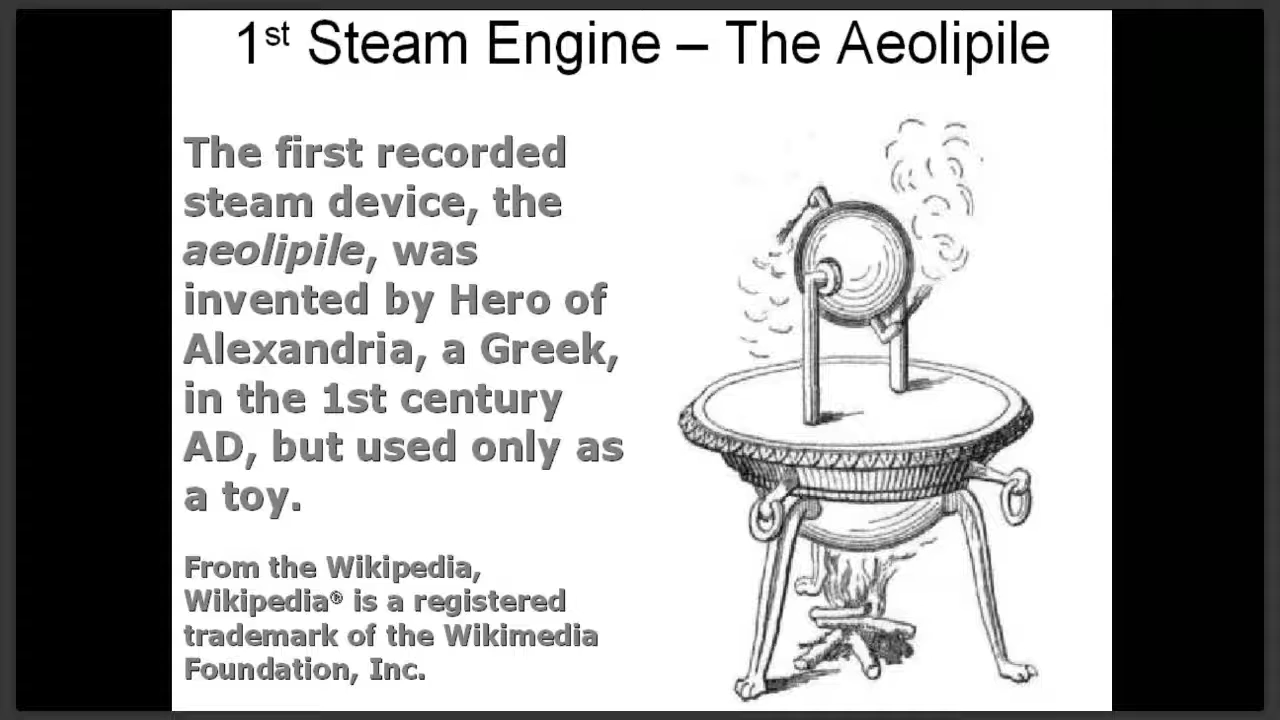 1st Steam Engine – The Aeolipile
The first recorded
steam device, the
aeolipile, was
invented by Hero of
Alexandria, a Greek,
in the 1st century
AD, but used only as
a toy.
From the Wikipedia,
Wikipedia® is a registered
trademark of the Wikimedia
Foundation, Inc.